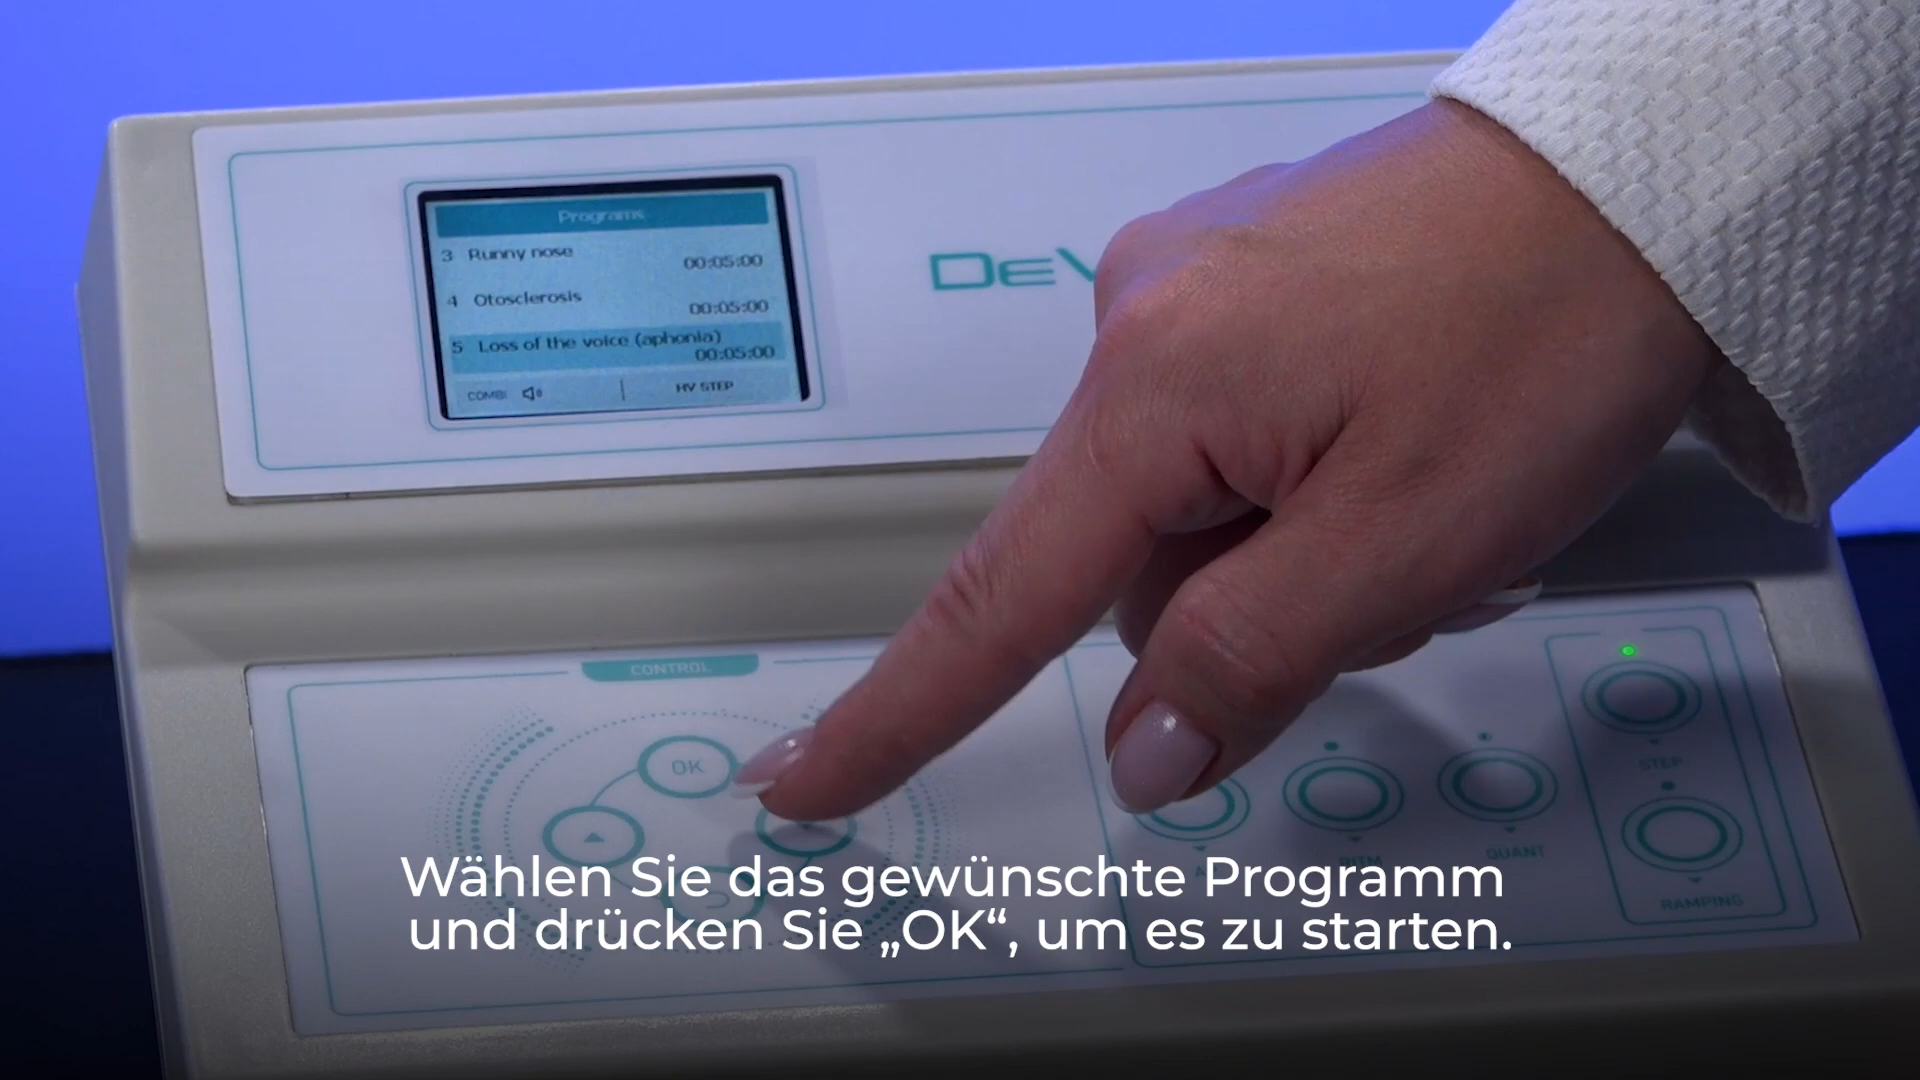 Programs
3 Runny nose
00:05:00
4 Otosclerosis
00:05:00
5 Loss of the voice (aphonia)
00:05:00
COMBI
HV STEP
DeV
CONTROL
OK
STEP
QUANT
RAMPING
Wählen Sie das gewünschte Programm
und drücken Sie „OK“, um es zu starten.